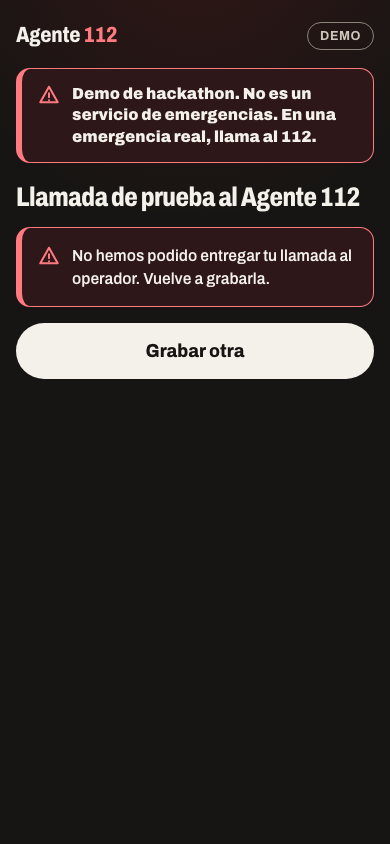 Agente 112
DEMO
Demo de hackathon. No es un
servicio de emergencias. En una
emergencia real, llama al 112.
Llamada de prueba al Agente 112
No hemos podido entregar tu llamada al
operador. Vuelve a grabarla.
Grabar otra